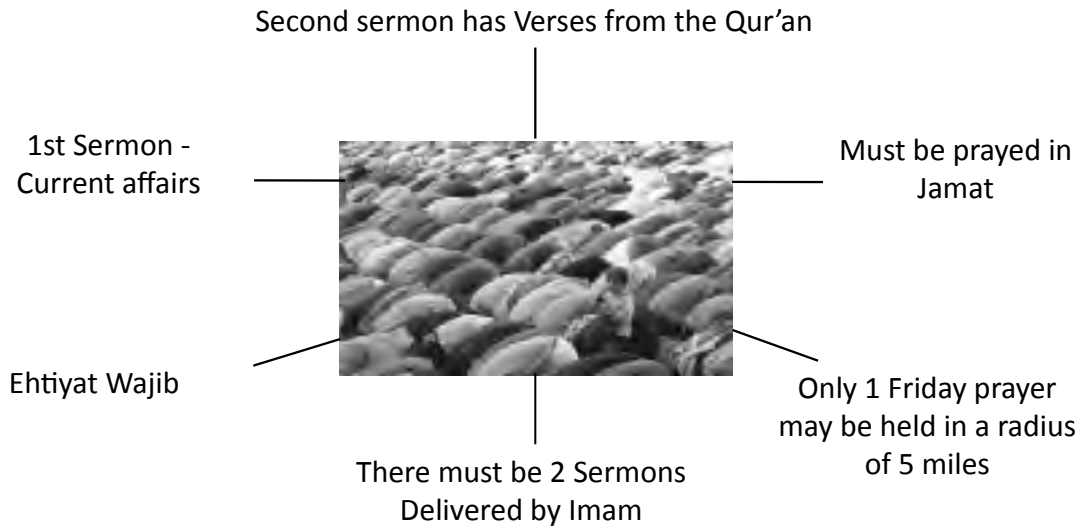 Second sermon has Verses from the Qur’an
1st Sermon -
Current affairs
Must be prayed in
Jamat
Ehtiyat Wajib
Only 1 Friday prayer
may be held in a radius
of 5 miles
There must be 2 Sermons
Delivered by Imam